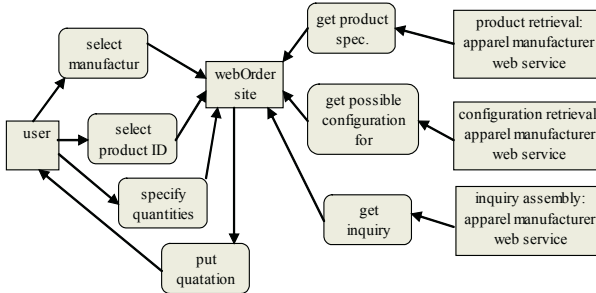 select
manufactur
get product
spec.
product retrieval:
apparel manufacturer
web service
webOrder
site
user
select
product ID
get possible
configuration
for
configuration retrieval:
apparel manufacturer
web service
specify
quantities
get
inquiry
inquiry assembly:
apparel manufacturer
web service
put
quatation